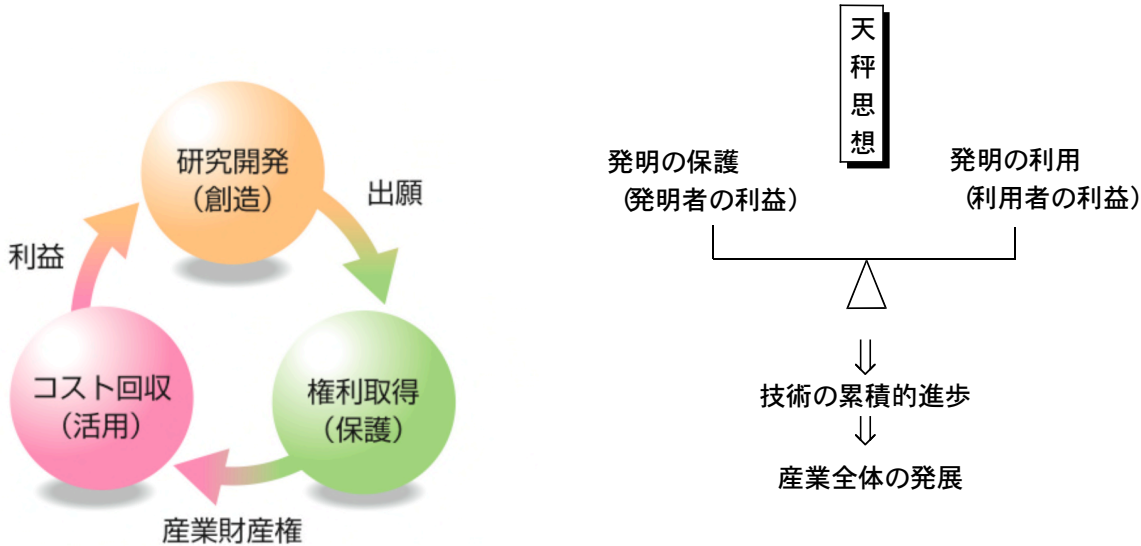 研究開発
（創造）
出願
利益
コスト回収
（活用）
権利取得
（保護）
産業財産権
天秤思想
発明の保護
（発明者の利益）
発明の利用
（利用者の利益）
技術の累積的進歩
産業全体の発展